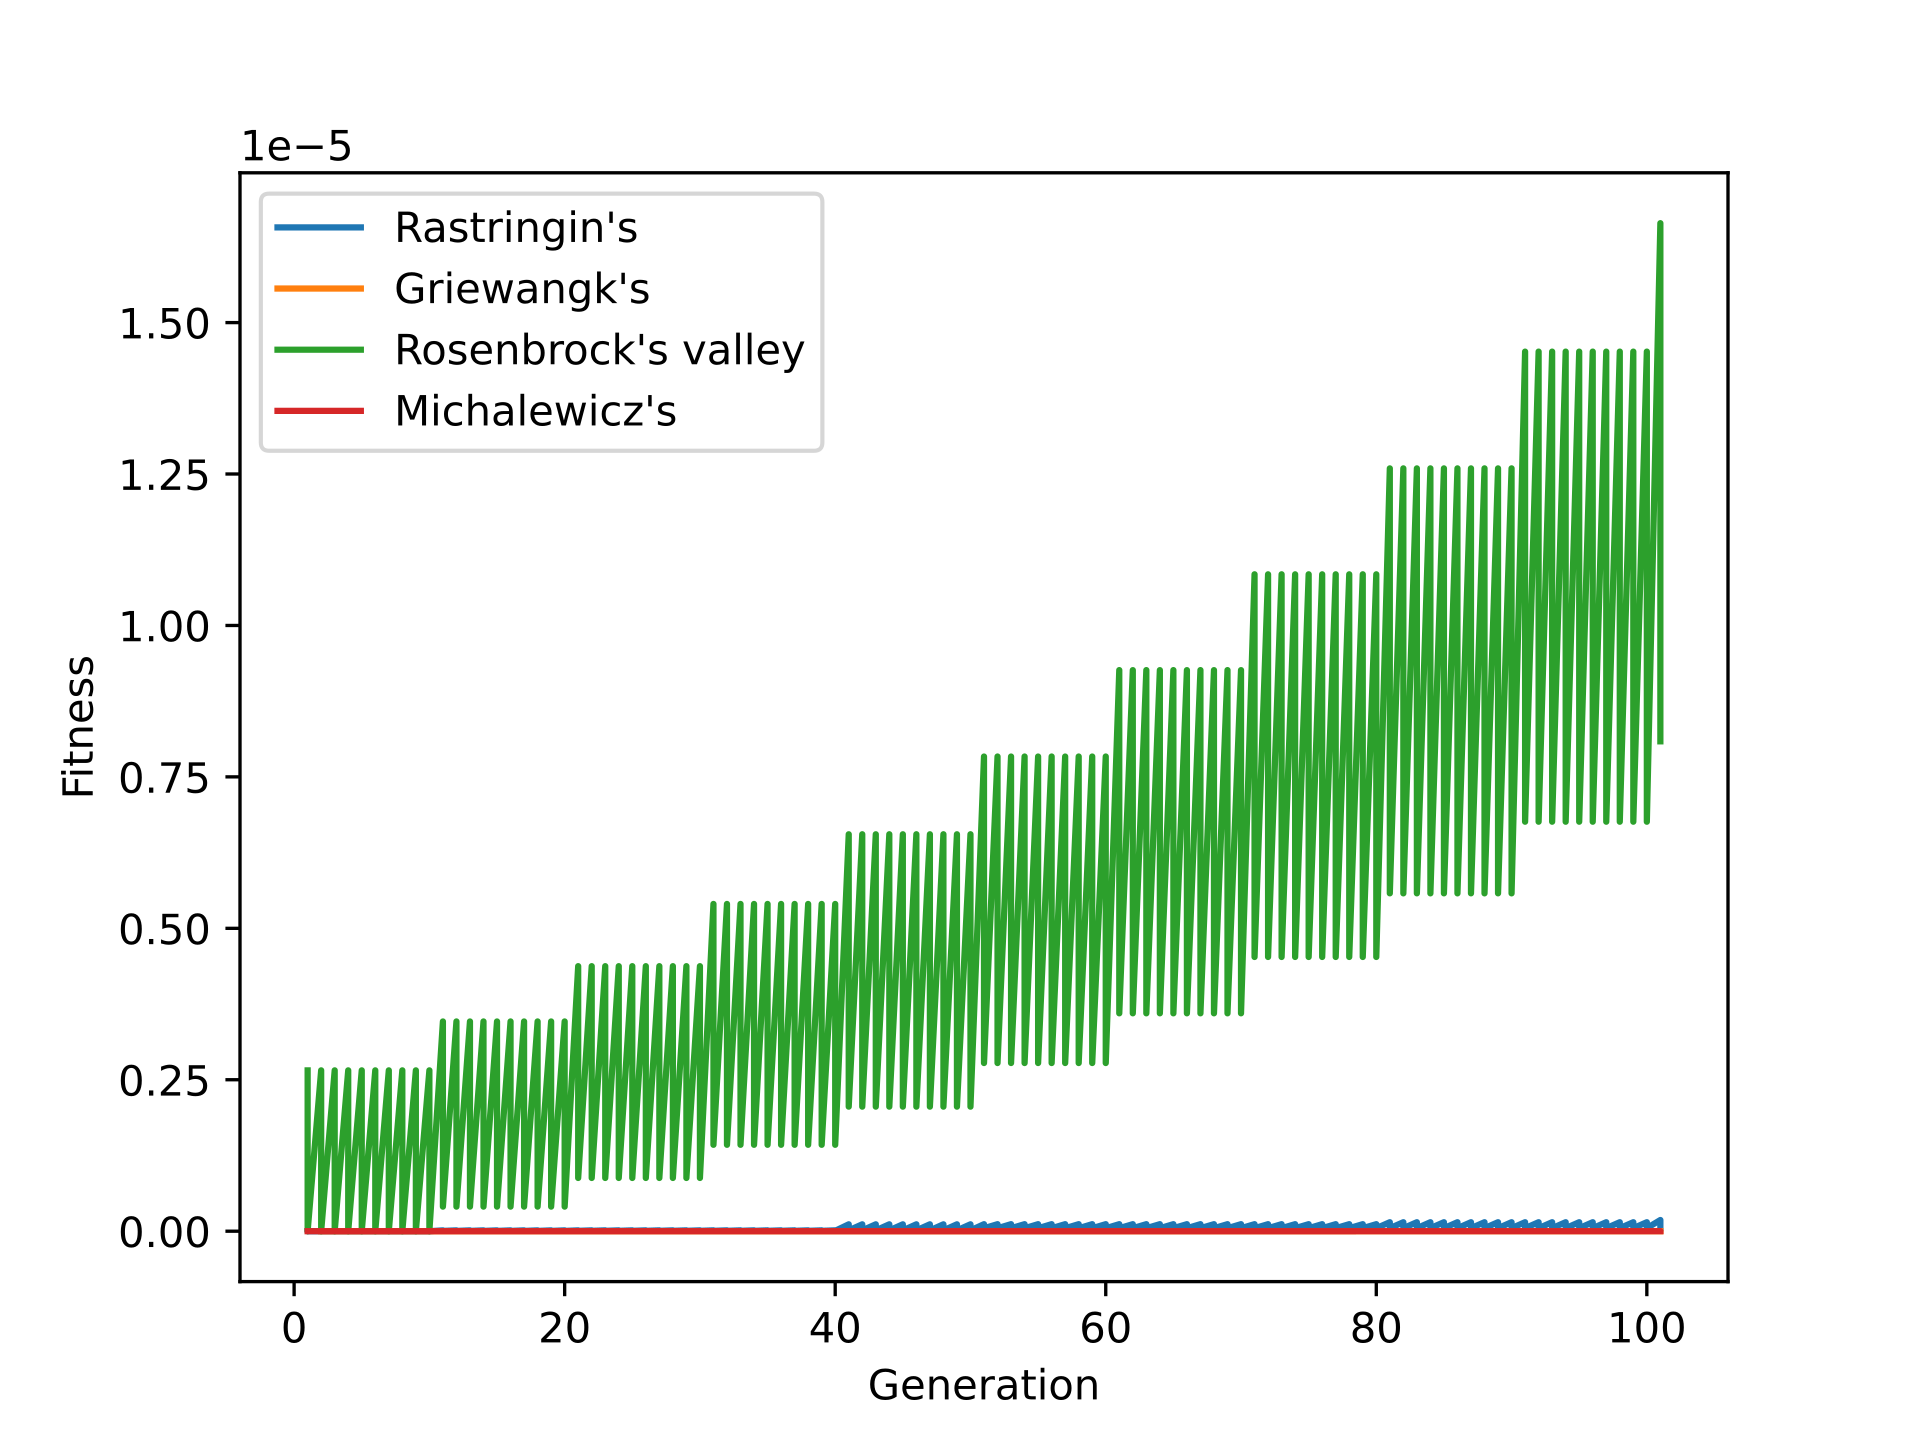 1e−5
Rastringin's
Griewangk's
Rosenbrock's valley
Michalewicz's
1.50
1.25
1.00
0.75
0.50
0.25
0.00
Fitness
0 20 40 60 80 100
Generation